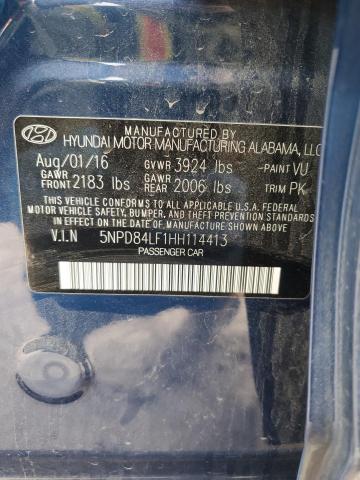 MANUFACTURED BY
HYUNDAI MOTOR MANUFACTURING ALABAMA, LLC
Aug/01/16 GVWR 3924 lbs PAINT VU
GAWR FRONT 2183 lbs GAWR REAR 2006 lbs TRIM PK
THIS VEHICLE CONFORMS TO ALL APPLICABLE U.S.A. FEDERAL
MOTOR VEHICLE SAFETY, BUMPER, AND THEFT PREVENTION
STANDARDS IN EFFECT ON THE DATE OF MANUFACTURE SHOWN ABOVE.
V.I.N 5NPD84LF1HH114413
PASSENGER CAR